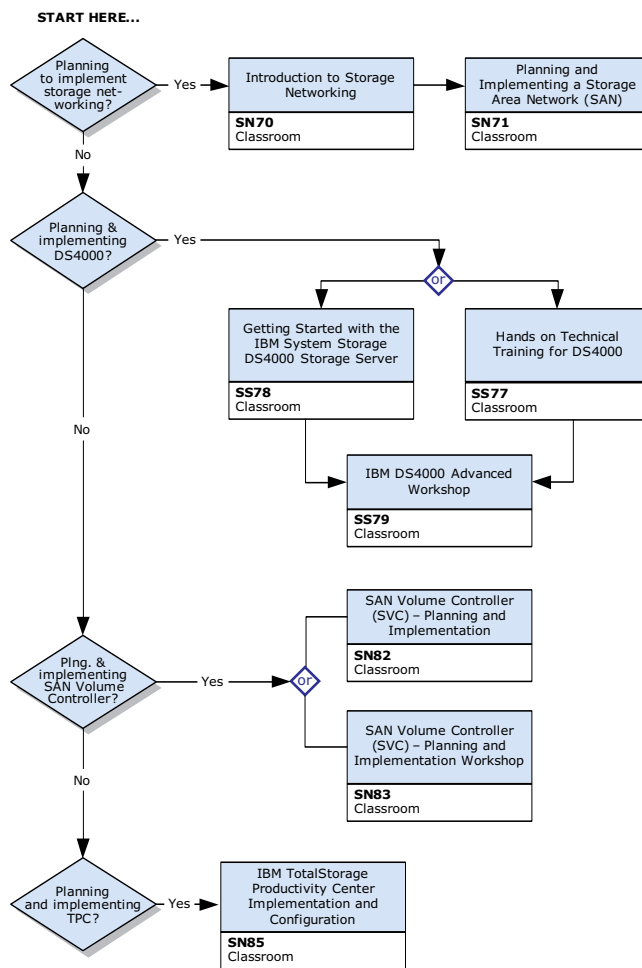 START HERE...
Planning
to implement
storage net-
working?
Yes
Introduction to Storage
Networking
SN70
Classroom
Planning and
Implementing a Storage
Area Network (SAN)
SN71
Classroom
No
Planning &
implementing
DS4000?
Yes
or
Getting Started with the
IBM System Storage
DS4000 Storage Server
SS78
Classroom
Hands on Technical
Training for DS4000
SS77
Classroom
No
IBM DS4000 Advanced
Workshop
SS79
Classroom
Plng. &
implementing
SAN Volume
Controller?
Yes
or
SAN Volume Controller
(SVC) – Planning and
Implementation
SN82
Classroom
SAN Volume Controller
(SVC) – Planning and
Implementation Workshop
SN83
Classroom
No
Planning
and implementing
TPC?
Yes
IBM TotalStorage
Productivity Center
Implementation and
Configuration
SN85
Classroom